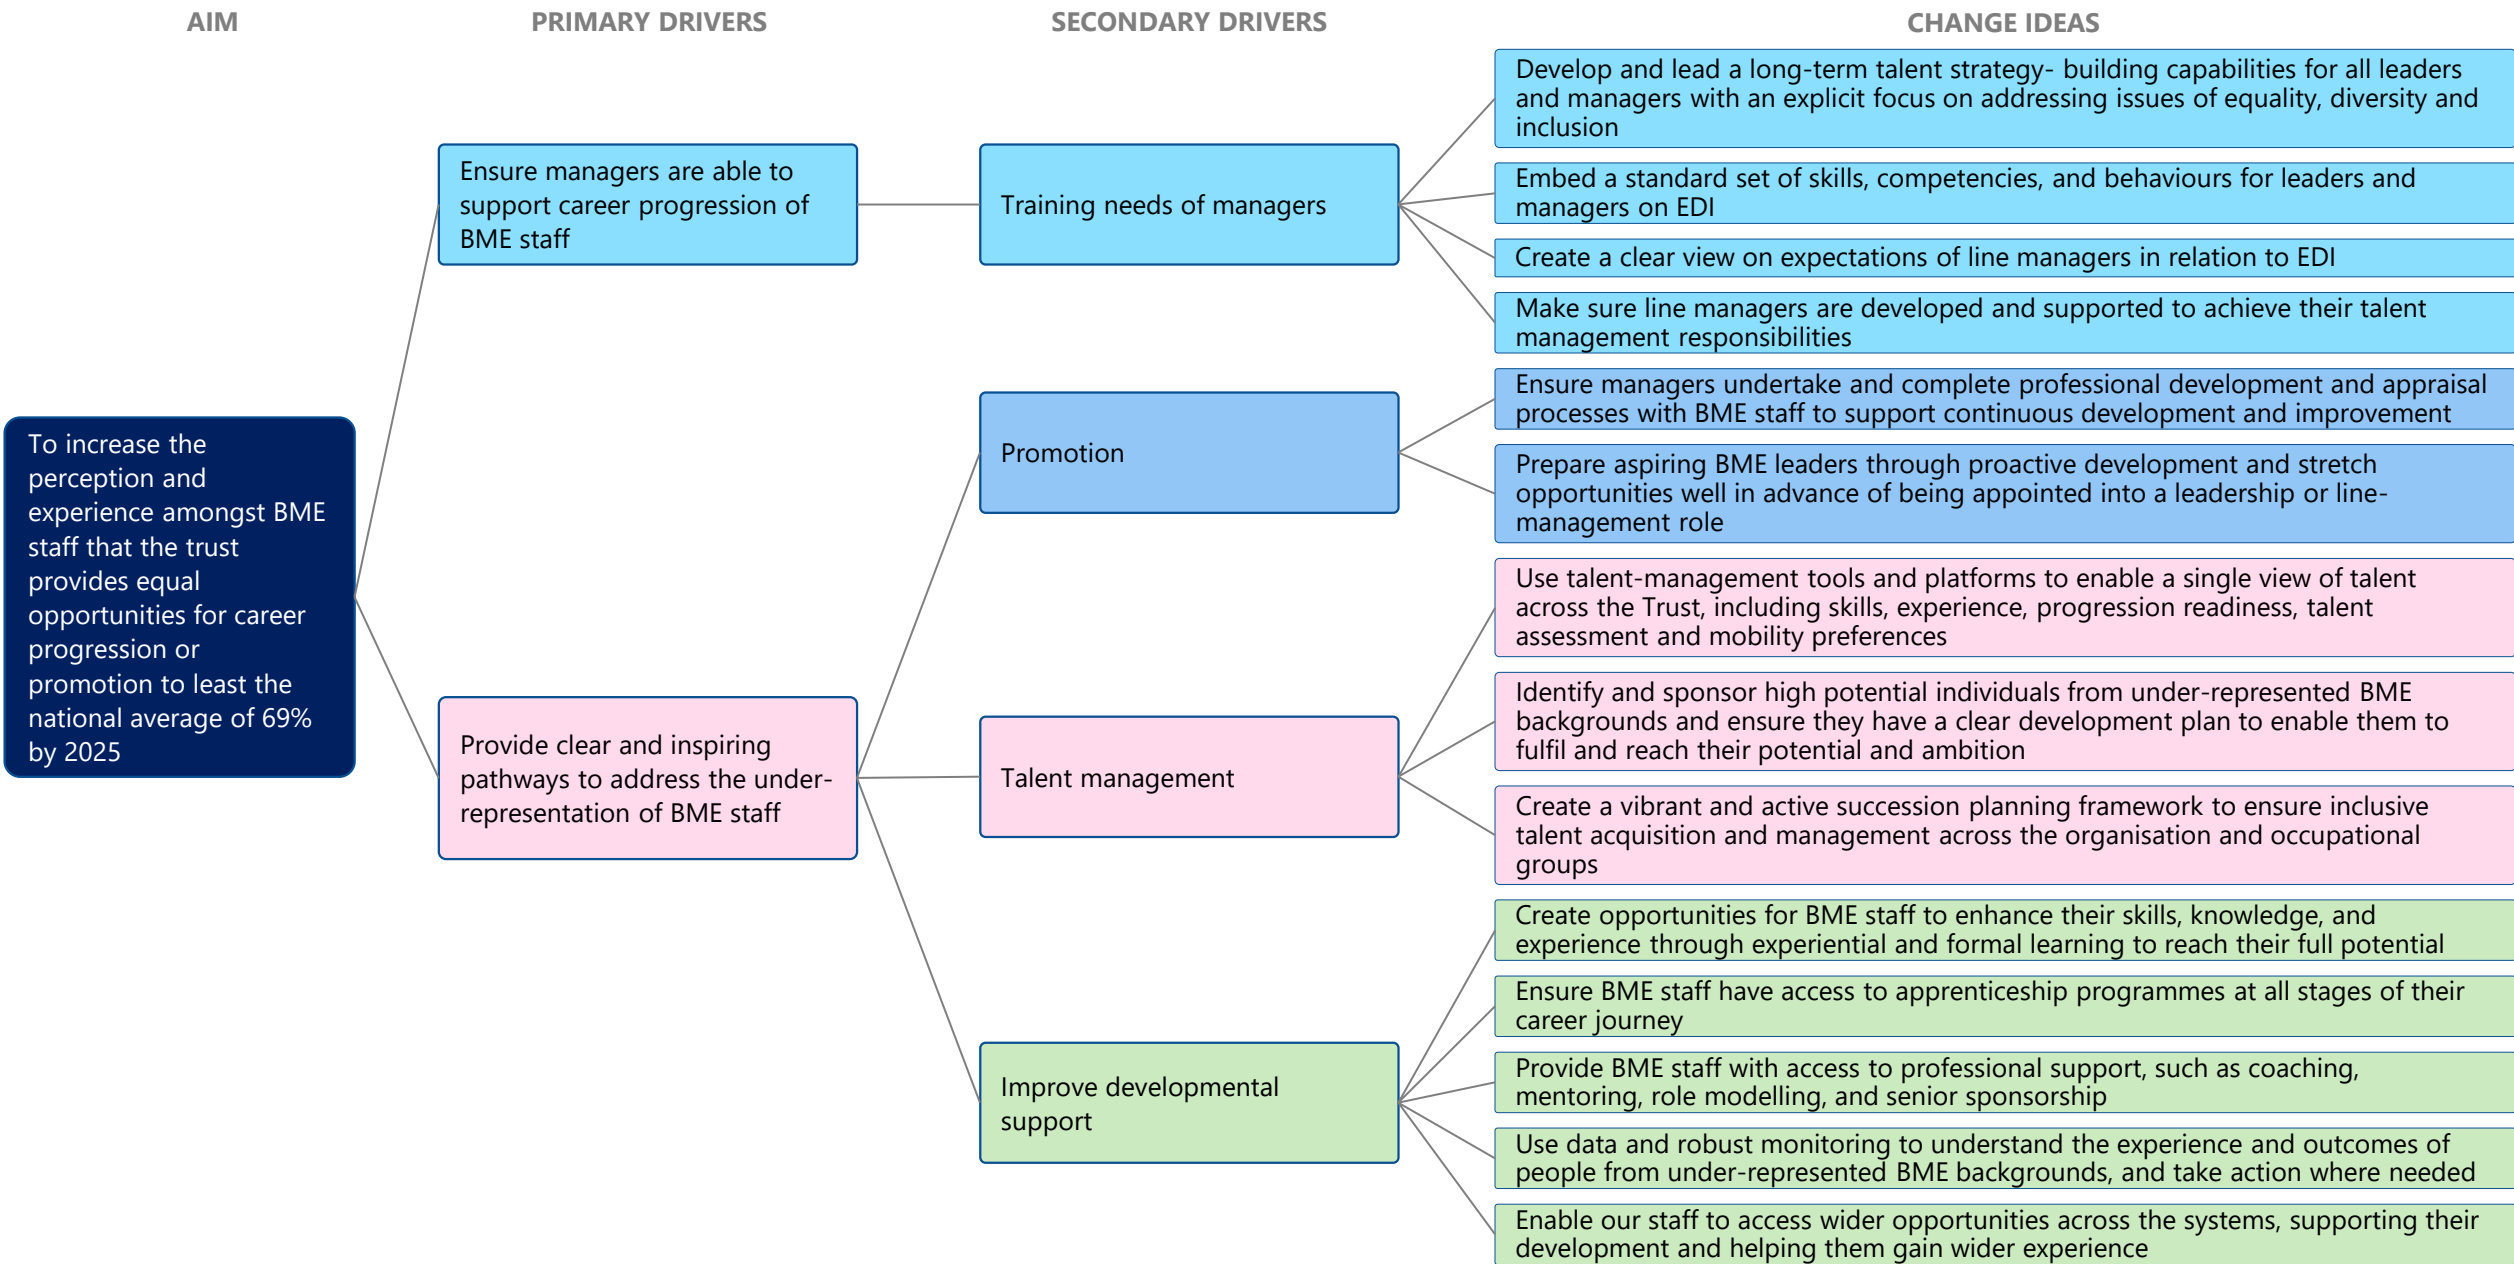 AIM
PRIMARY DRIVERS
SECONDARY DRIVERS
CHANGE IDEAS
To increase the
perception and
experience amongst BME
staff that the trust
provides equal
opportunities for career
progression or
promotion to least the
national average of 69%
by 2025
Ensure managers are able to
support career progression of
BME staff
Provide clear and inspiring
pathways to address the under-
representation of BME staff
Training needs of managers
Promotion
Talent management
Improve developmental
support
Develop and lead a long-term talent strategy- building capabilities for all leaders
and managers with an explicit focus on addressing issues of equality, diversity and
inclusion
Embed a standard set of skills, competencies, and behaviours for leaders and
managers on EDI
Create a clear view on expectations of line managers in relation to EDI
Make sure line managers are developed and supported to achieve their talent
management responsibilities
Ensure managers undertake and complete professional development and appraisal
processes with BME staff to support continuous development and improvement
Prepare aspiring BME leaders through proactive development and stretch
opportunities well in advance of being appointed into a leadership or line-
management role
Use talent-management tools and platforms to enable a single view of talent
across the Trust, including skills, experience, progression readiness, talent
assessment and mobility preferences
Identify and sponsor high potential individuals from under-represented BME
backgrounds and ensure they have a clear development plan to enable them to
fulfil and reach their potential and ambition
Create a vibrant and active succession planning framework to ensure inclusive
talent acquisition and management across the organisation and occupational
groups
Create opportunities for BME staff to enhance their skills, knowledge, and
experience through experiential and formal learning to reach their full potential
Ensure BME staff have access to apprenticeship programmes at all stages of their
career journey
Provide BME staff with access to professional support, such as coaching,
mentoring, role modelling, and senior sponsorship
Use data and robust monitoring to understand the experience and outcomes of
people from under-represented BME backgrounds, and take action where needed
Enable our staff to access wider opportunities across the systems, supporting their
development and helping them gain wider experience